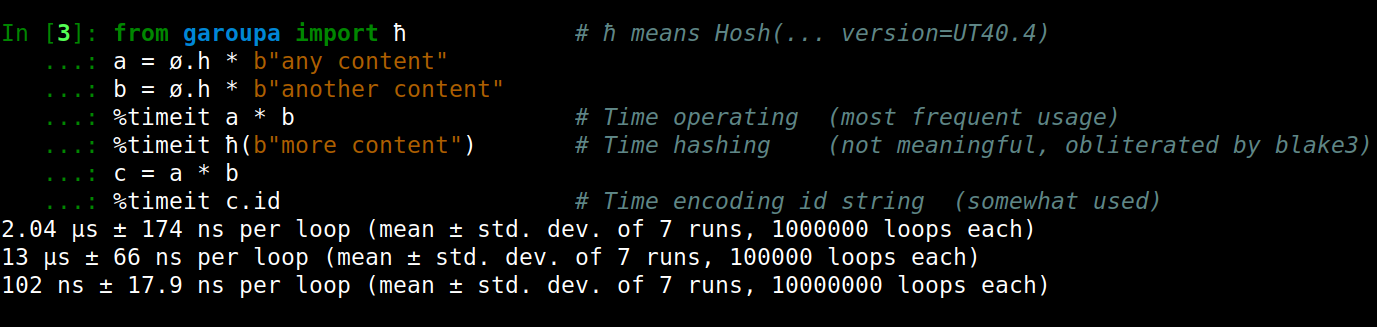 In [3]: from garoupa import ħ            # ħ means Hosh(... version=UT40.4)
   ...: a = ø.h * b"any content"
   ...: b = ø.h * b"another content"
   ...: %timeit a * b                    # Time operating  (most frequent usage)
   ...: %timeit ħ(b"more content")       # Time hashing    (not meaningful, obliterated by blake3)
   ...: c = a * b
   ...: %timeit c.id                     # Time encoding id string  (somewhat used)
2.04 µs ± 174 ns per loop (mean ± std. dev. of 7 runs, 1000000 loops each)
13 µs ± 66 ns per loop (mean ± std. dev. of 7 runs, 100000 loops each)
102 ns ± 17.9 ns per loop (mean ± std. dev. of 7 runs, 10000000 loops each)